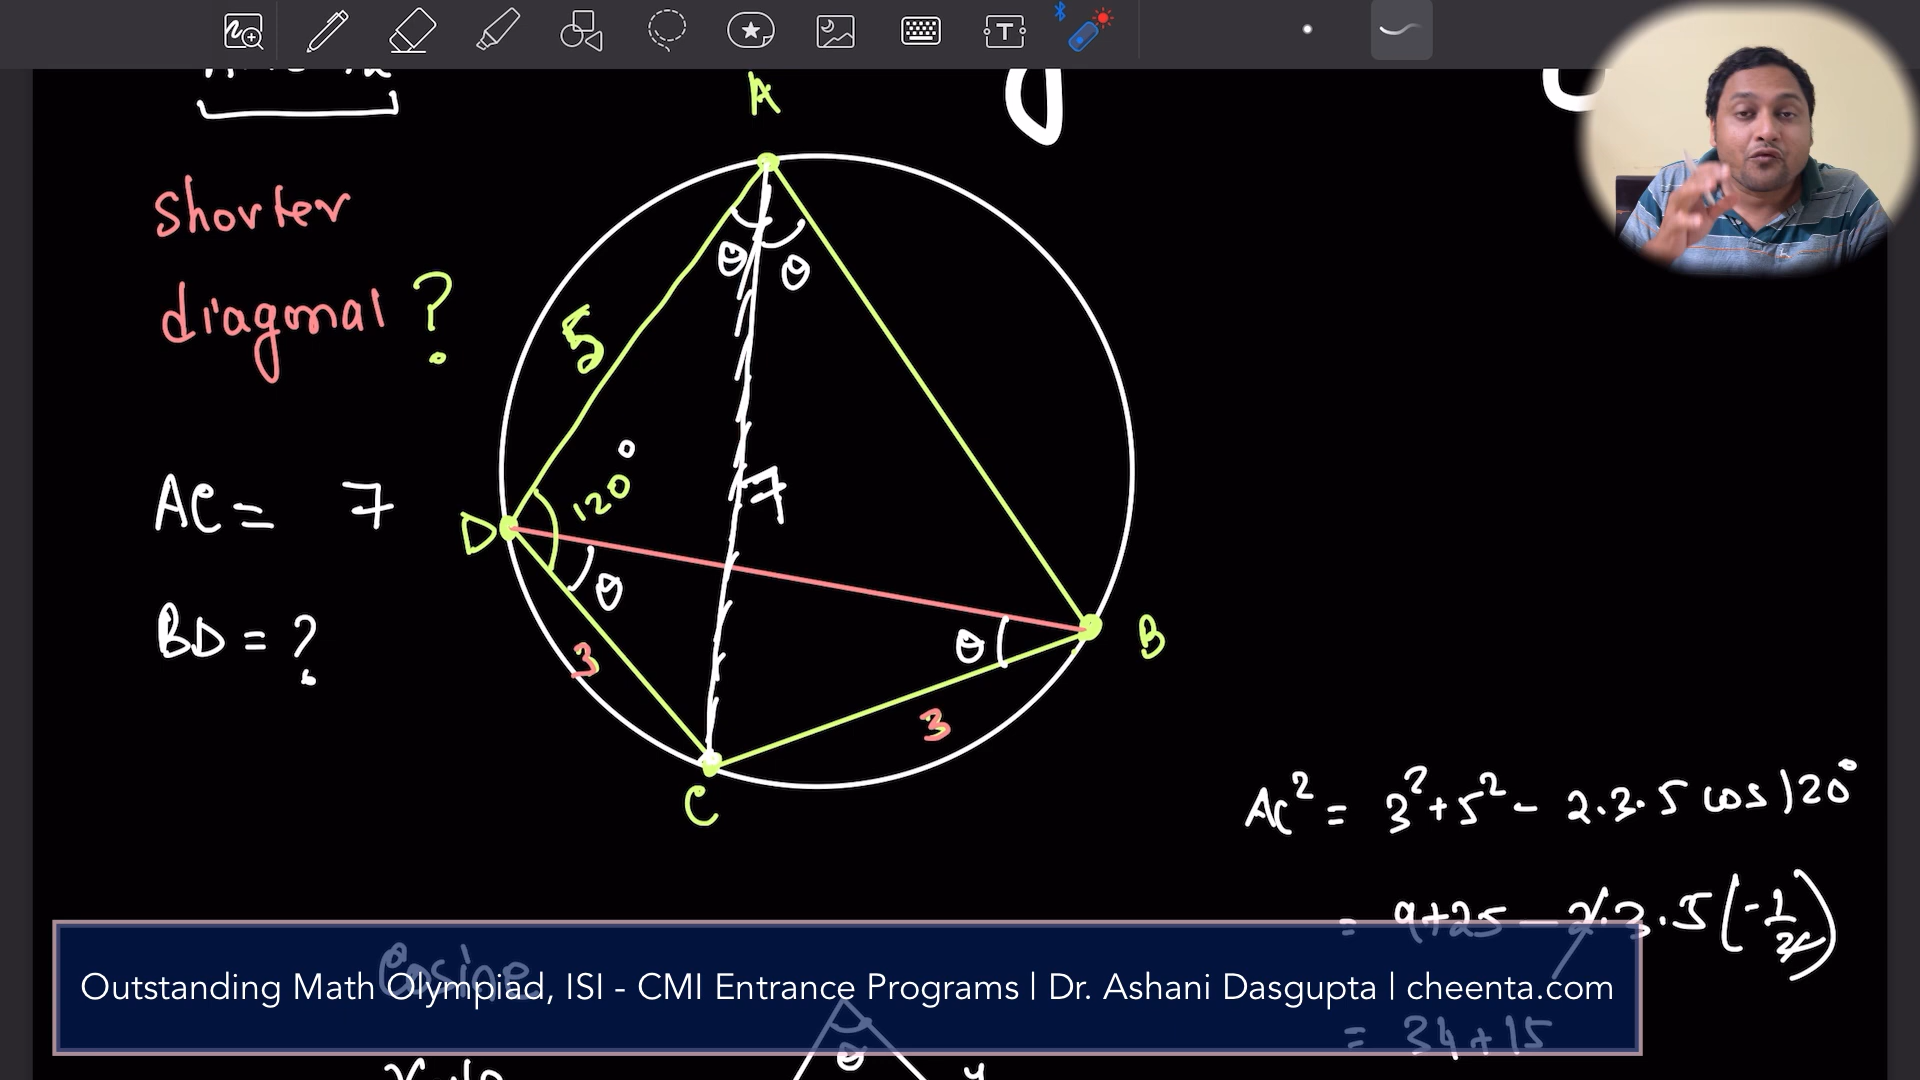 A
shorter
diagonal ?
θ θ
5
120°
AC = 7
7
D
θ
BD = ?
θ
B
3
3
C
AC² = 3² + 5² - 2.3.5 cos 120°
= 9+25 - 2.3.5 (-1/2)
Cosine
Outstanding Math Olympiad, ISI - CMI Entrance Programs | Dr. Ashani Dasgupta | cheenta.com
= 34+15
θ
y